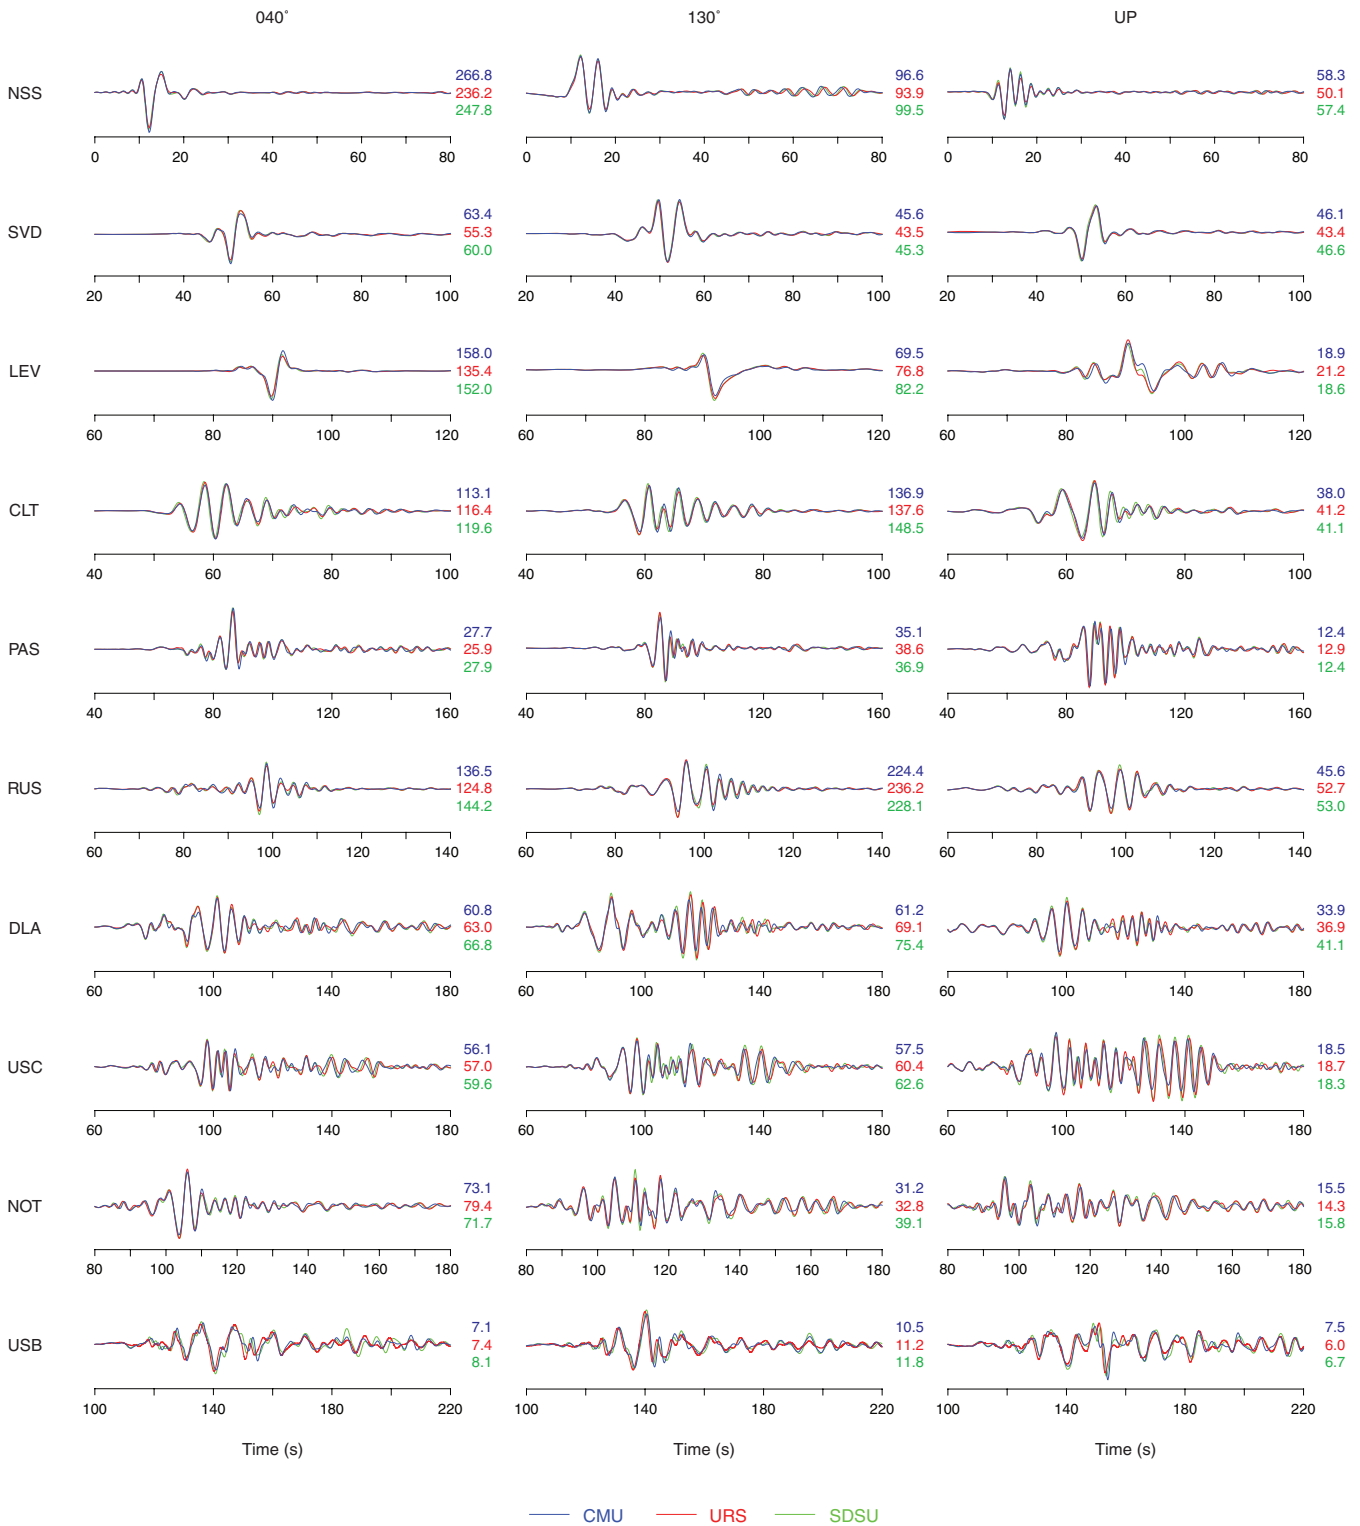 040° 130° UP
266.8 96.6 58.3
NSS 236.2 93.9 50.1
247.8 99.5 57.4
0 20 40 60 80 0 20 40 60 80 0 20 40 60 80
63.4 45.6 46.1
SVD 55.3 43.5 43.4
60.0 45.3 46.6
20 40 60 80 100 20 40 60 80 100 20 40 60 80 100
158.0 69.5 18.9
LEV 135.4 76.8 21.2
152.0 82.2 18.6
60 80 100 120 60 80 100 120 60 80 100 120
113.1 136.9 38.0
CLT 116.4 137.6 41.2
119.6 148.5 41.1
40 60 80 100 40 60 80 100 40 60 80 100
27.7 35.1 12.4
PAS 25.9 38.6 12.9
27.9 36.9 12.4
40 80 120 160 40 80 120 160 40 80 120 160
136.5 224.4 45.6
RUS 124.8 236.2 52.7
144.2 228.1 53.0
60 80 100 120 140 60 80 100 120 140 60 80 100 120 140
60.8 61.2 33.9
DLA 63.0 69.1 36.9
66.8 75.4 41.1
60 100 140 180 60 100 140 180 60 100 140 180
56.1 57.5 18.5
USC 57.0 60.4 18.7
59.6 62.6 18.3
60 100 140 180 60 100 140 180 60 100 140 180
73.1 31.2 15.5
NOT 79.4 32.8 14.3
71.7 39.1 15.8
80 100 120 140 160 180 80 100 120 140 160 180 80 100 120 140 160 180
7.1 10.5 7.5
USB 7.4 11.2 6.0
8.1 11.8 6.7
100 140 180 220 100 140 180 220 100 140 180 220
Time (s) Time (s) Time (s)
CMU URS SDSU